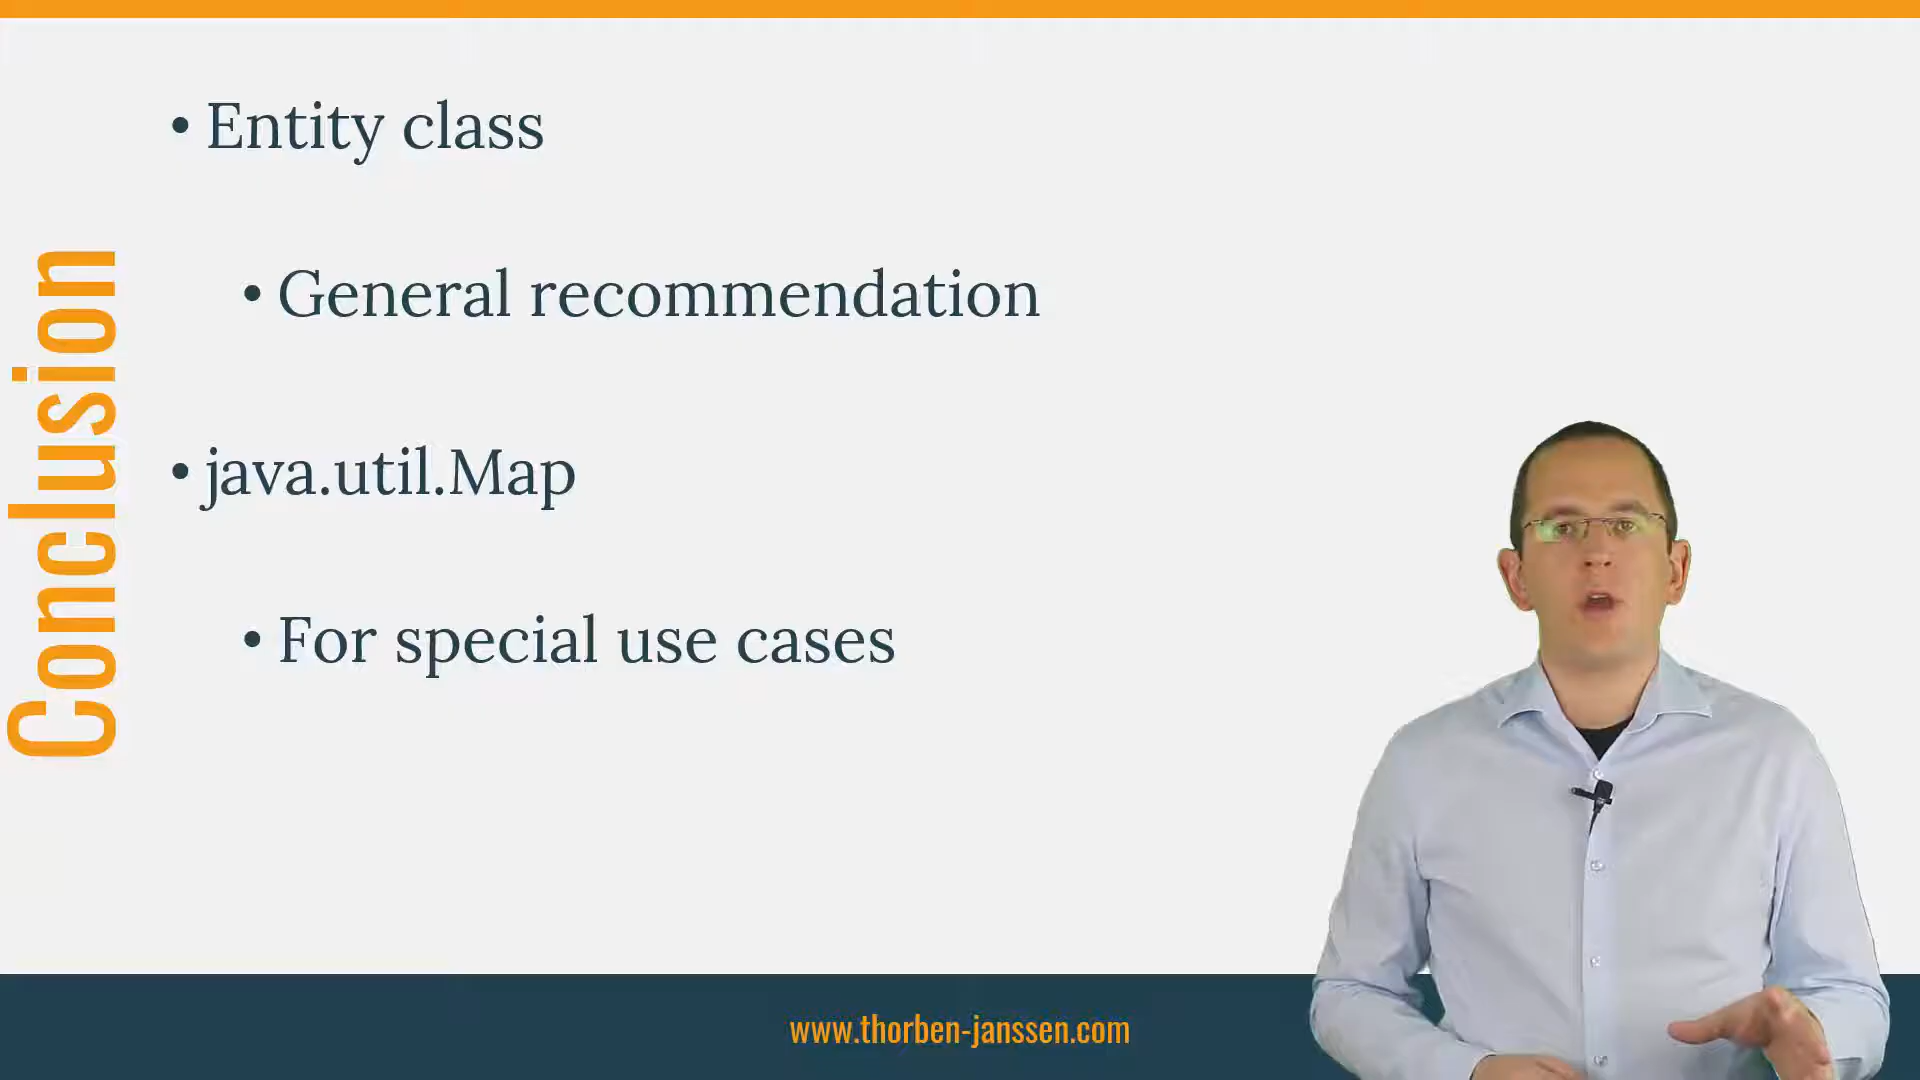 Conclusion
• Entity class
• General recommendation
• java.util.Map
• For special use cases
www.thorben-janssen.com